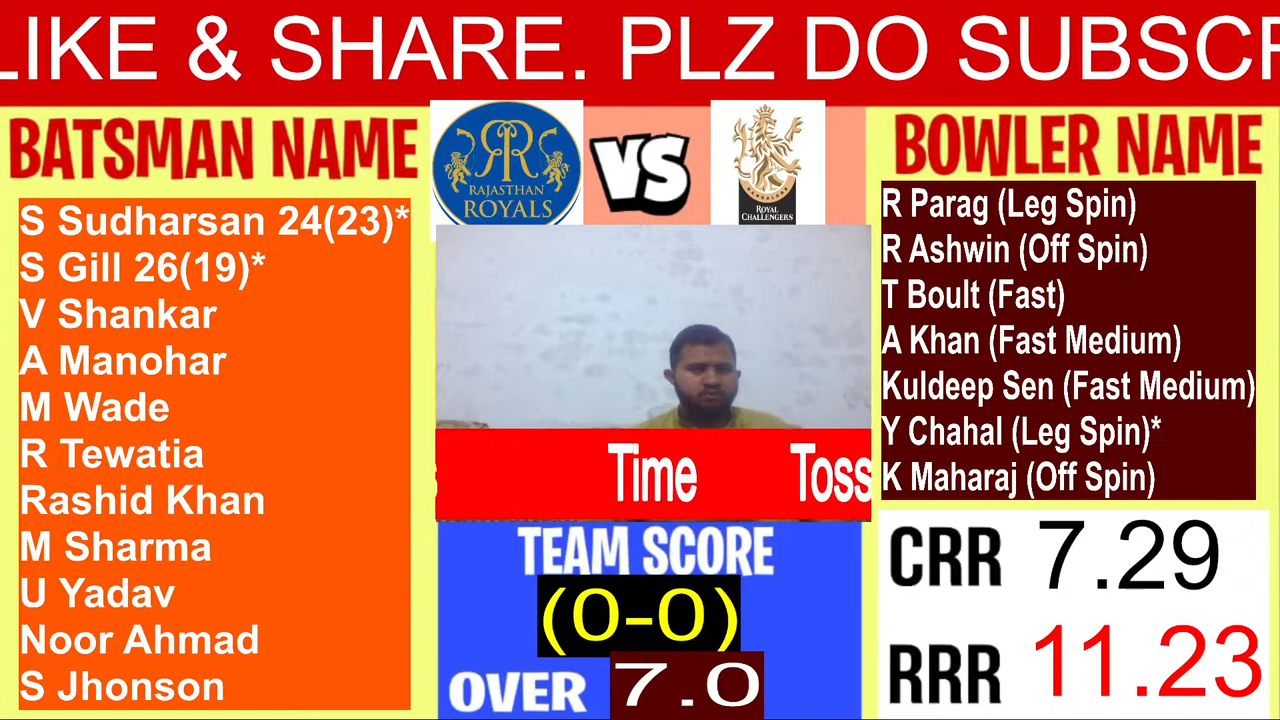 LIKE & SHARE. PLZ DO SUBSCR
BATSMAN NAME
S Sudharsan 24(23)*
S Gill 26(19)*
V Shankar
A Manohar
M Wade
R Tewatia
Rashid Khan
M Sharma
U Yadav
Noor Ahmad
S Jhonson
RR
RAJASTHAN
ROYALS
VS
BANGALORE
ROYAL
CHALLENGERS
Time Toss
TEAM SCORE
(0-0)
OVER 7.0
BOWLER NAME
R Parag (Leg Spin)
R Ashwin (Off Spin)
T Boult (Fast)
A Khan (Fast Medium)
Kuldeep Sen (Fast Medium)
Y Chahal (Leg Spin)*
K Maharaj (Off Spin)
CRR 7.29
RRR 11.23